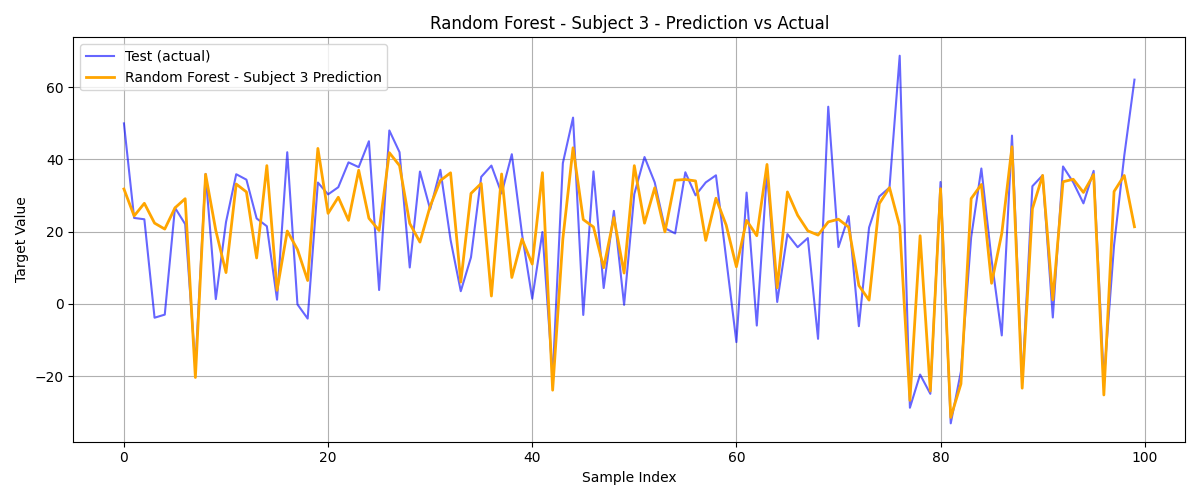 Random Forest - Subject 3 - Prediction vs Actual
Test (actual)
Random Forest - Subject 3 Prediction
Target Value
60
40
20
0
−20
0 20 40 60 80 100
Sample Index